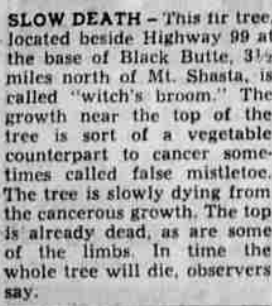 SLOW DEATH – This fir tree,
located beside Highway 99 at
the base of Black Butte, 3½
miles north of Mt. Shasta, is
called "witch's broom." The
growth near the top of the
tree is sort of a vegetable
counterpart to cancer some-
times called false mistletoe.
The tree is slowly dying from
the cancerous growth. The top
is already dead, as are some
of the limbs. In time the
whole tree will die, observers
say.